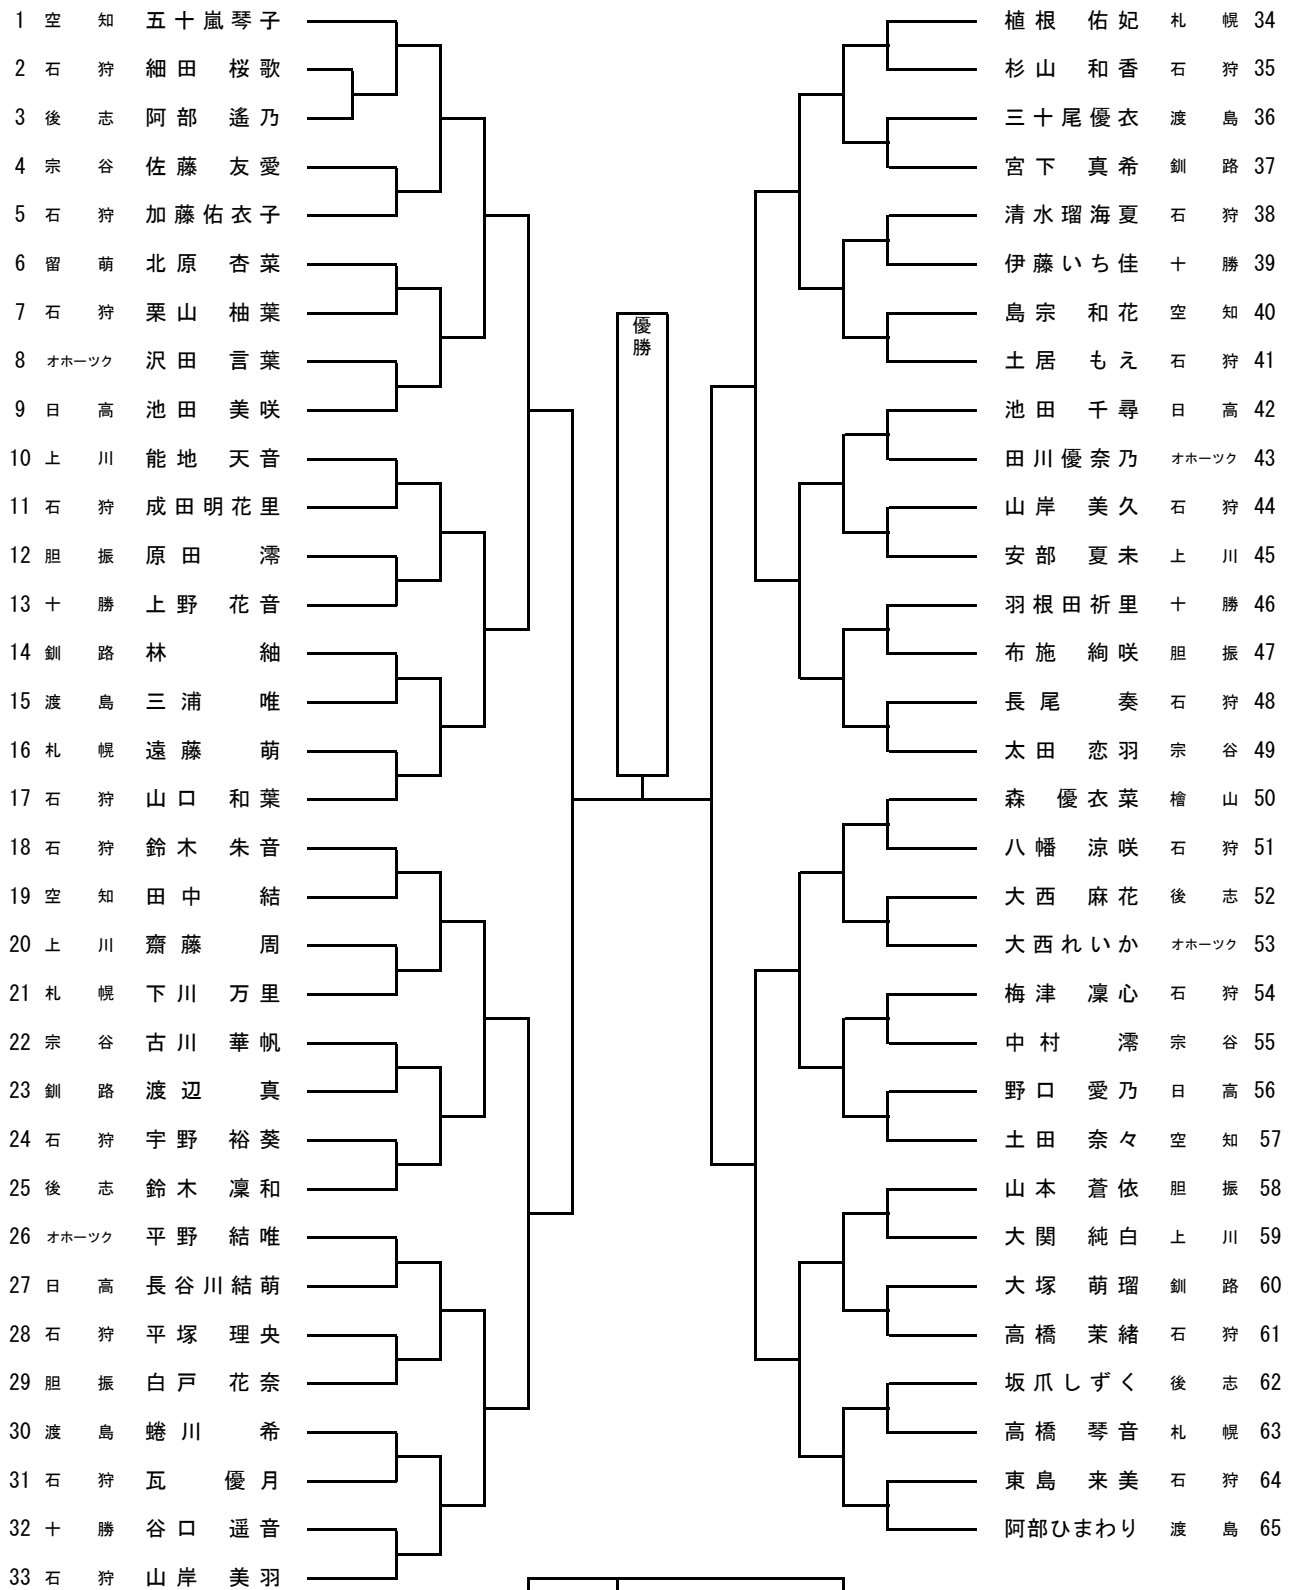 1 空知 五十嵐琴子
2 石狩 細田桜歌
3 後志 阿部遙乃
4 宗谷 佐藤友愛
5 石狩 加藤佑衣子
6 留萌 北原杏菜
7 石狩 栗山柚葉
8 オホーツク 沢田言葉
9 日高 池田美咲
10 上川 能地天音
11 石狩 成田明花里
12 胆振 原田澪
13 十勝 上野花音
14 釧路 林紬
15 渡島 三浦唯
16 札幌 遠藤萌
17 石狩 山口和葉
18 石狩 鈴木朱音
19 空知 田中結
20 上川 齋藤周
21 札幌 下川万里
22 宗谷 古川華帆
23 釧路 渡辺真
24 石狩 宇野裕葵
25 後志 鈴木凜和
26 オホーツク 平野結唯
27 日高 長谷川結萌
28 石狩 平塚理央
29 胆振 白戸花奈
30 渡島 蜷川希
31 石狩 瓦優月
32 十勝 谷口遥音
33 石狩 山岸美羽
優勝
植根佑妃 札幌 34
杉山和香 石狩 35
三十尾優衣 渡島 36
宮下真希 釧路 37
清水瑠海夏 石狩 38
伊藤いち佳 十勝 39
島宗和花 空知 40
土居もえ 石狩 41
池田千尋 日高 42
田川優奈乃 オホーツク 43
山岸美久 石狩 44
安部夏未 上川 45
羽根田祈里 十勝 46
布施絢咲 胆振 47
長尾奏 石狩 48
太田恋羽 宗谷 49
森優衣菜 檜山 50
八幡涼咲 石狩 51
大西麻花 後志 52
大西れいか オホーツク 53
梅津凜心 石狩 54
中村澪 宗谷 55
野口愛乃 日高 56
土田奈々 空知 57
山本蒼依 胆振 58
大関純白 上川 59
大塚萌瑠 釧路 60
高橋茉緒 石狩 61
坂爪しずく 後志 62
高橋琴音 札幌 63
東島来美 石狩 64
阿部ひまわり 渡島 65